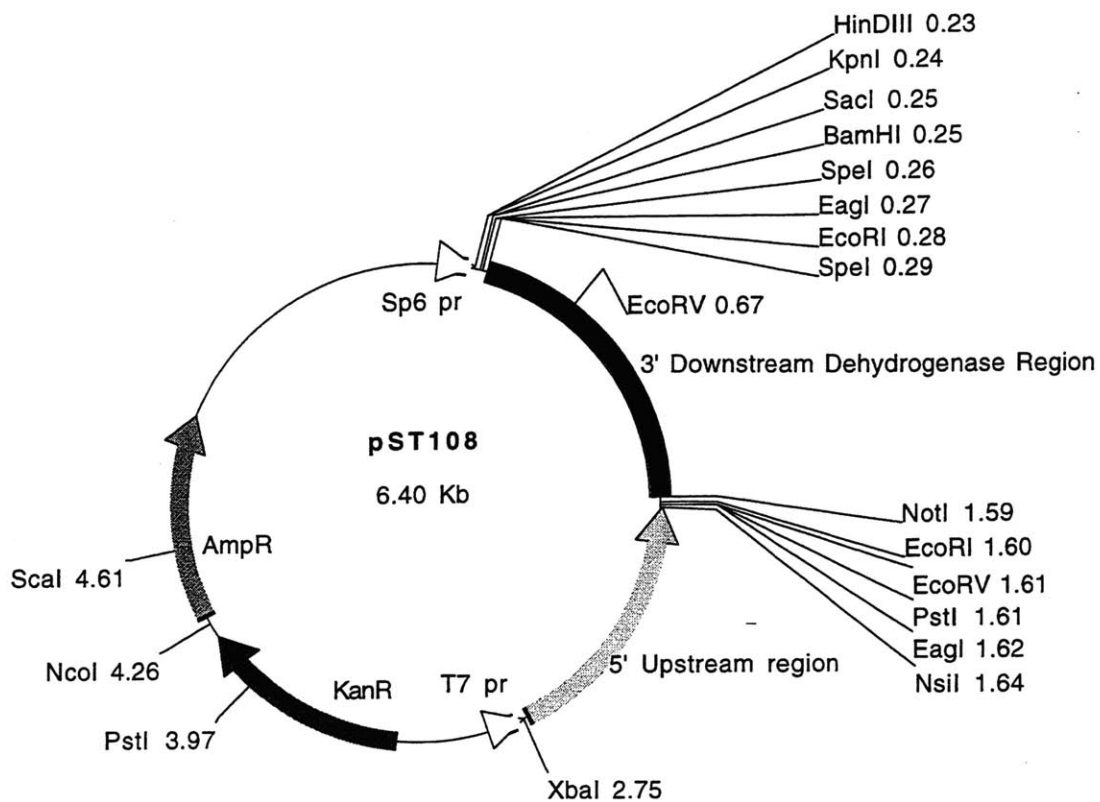 HinDIII 0.23
KpnI 0.24
SacI 0.25
BamHI 0.25
SpeI 0.26
EagI 0.27
EcoRI 0.28
SpeI 0.29
Sp6 pr
EcoRV 0.67
3' Downstream Dehydrogenase Region
pST108
6.40 Kb
NotI 1.59
EcoRI 1.60
EcoRV 1.61
PstI 1.61
EagI 1.62
NsiI 1.64
AmpR
ScaI 4.61
5' Upstream region
NcoI 4.26
KanR
T7 pr
PstI 3.97
XbaI 2.75